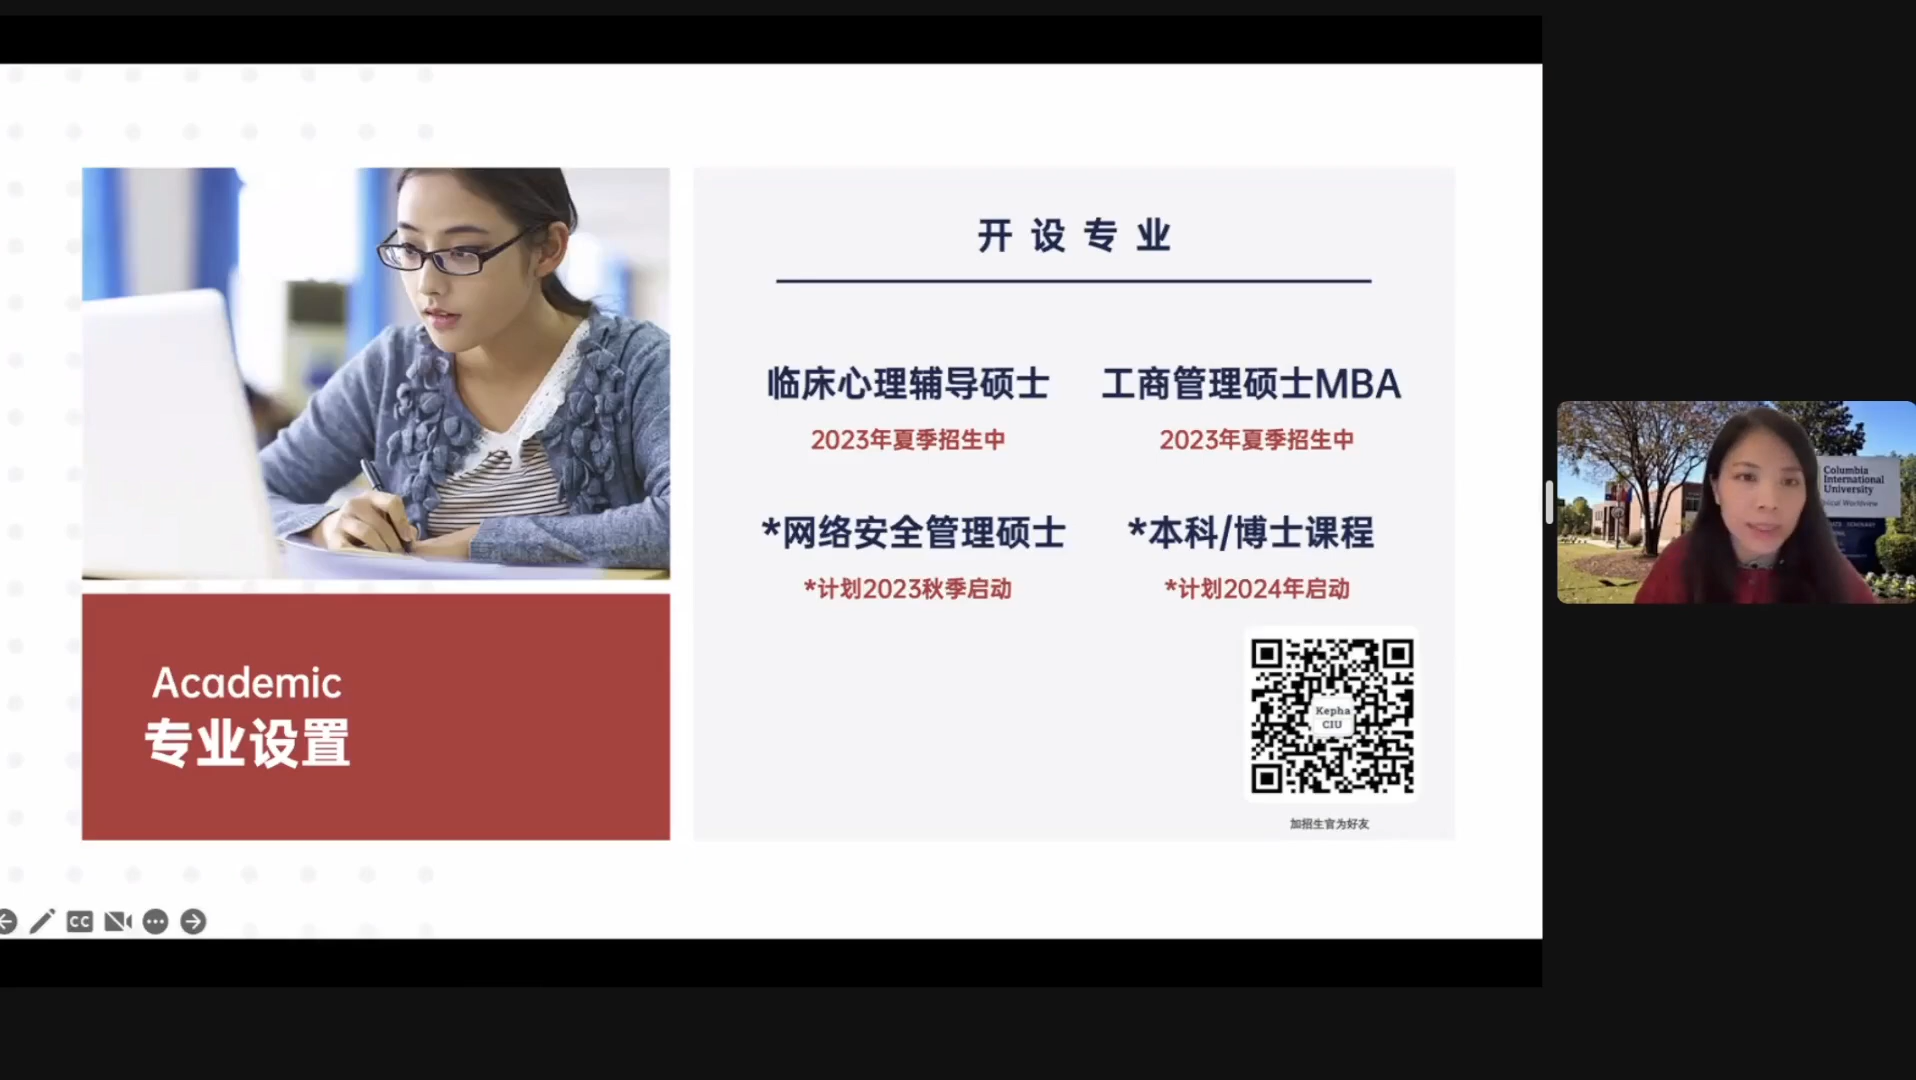 开设专业
临床心理辅导硕士
2023年夏季招生中
工商管理硕士MBA
2023年夏季招生中
*网络安全管理硕士
*计划2023秋季启动
*本科/博士课程
*计划2024年启动
Kepha
CIU
加招生官为好友
Academic
专业设置
CC
Columbia
International
University